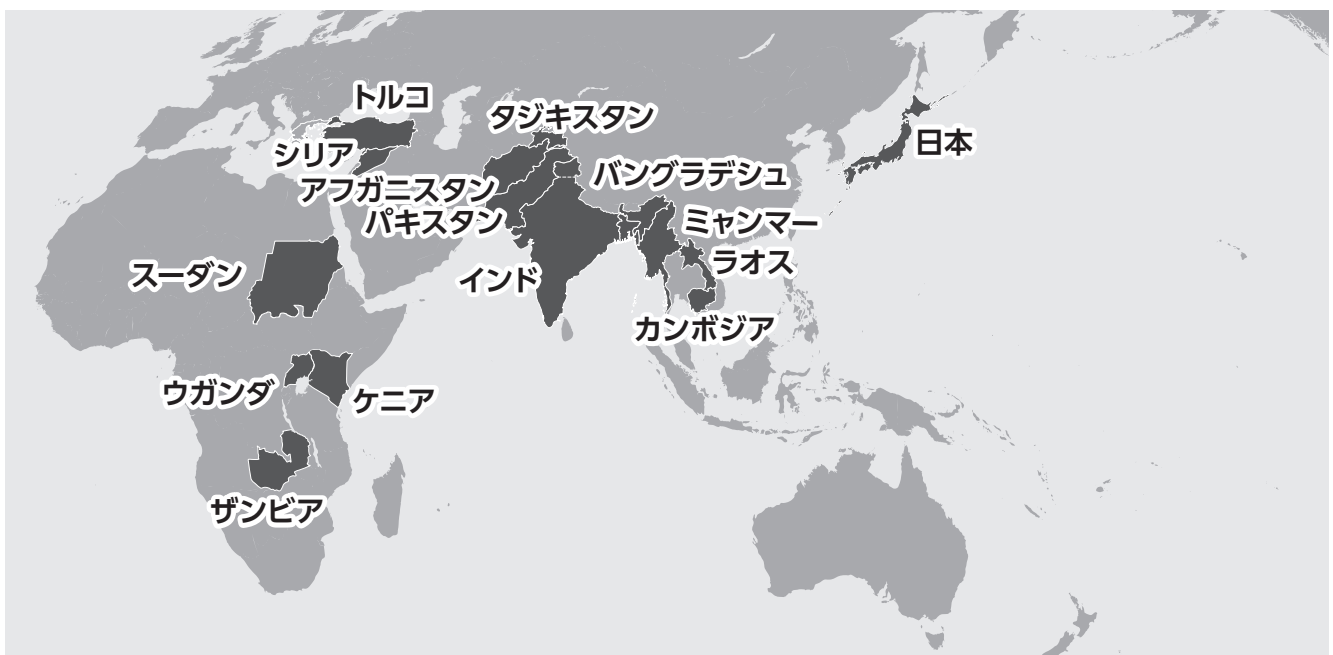 トルコ
タジキスタン
日本
シリア
バングラデシュ
アフガニスタン
パキスタン
ミャンマー
ラオス
スーダン
インド
カンボジア
ウガンダ
ケニア
ザンビア